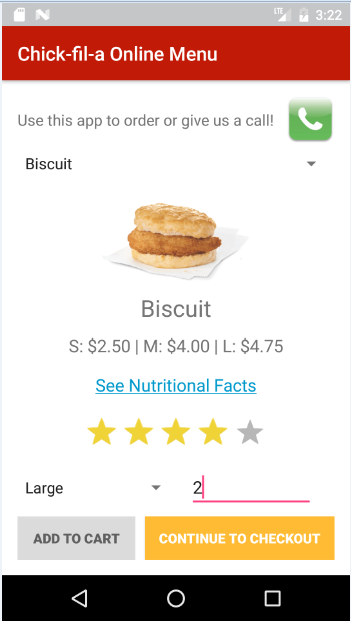 LTE 3:22
Chick-fil-a Online Menu
Use this app to order or give us a call!
Biscuit
Biscuit
S: $2.50 | M: $4.00 | L: $4.75
See Nutritional Facts
Large 2
ADD TO CART CONTINUE TO CHECKOUT